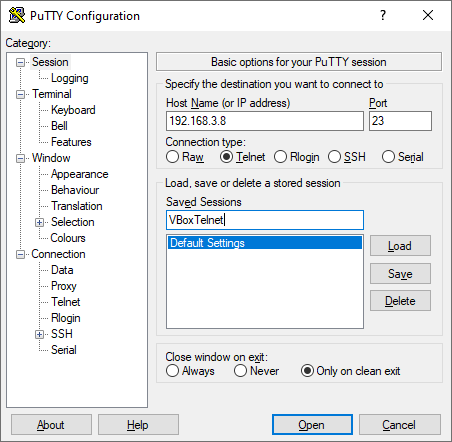 PuTTY Configuration
?
Category:
Session
Logging
Terminal
Keyboard
Bell
Features
Window
Appearance
Behaviour
Translation
Selection
Colours
Connection
Data
Proxy
Telnet
Rlogin
SSH
Serial
Basic options for your PuTTY session
Specify the destination you want to connect to
Host Name (or IP address) Port
192.168.3.8 23
Connection type:
Raw Telnet Rlogin SSH Serial
Load, save or delete a stored session
Saved Sessions
VBoxTelnet
Default Settings
Load
Save
Delete
Close window on exit:
Always Never Only on clean exit
About Help Open Cancel